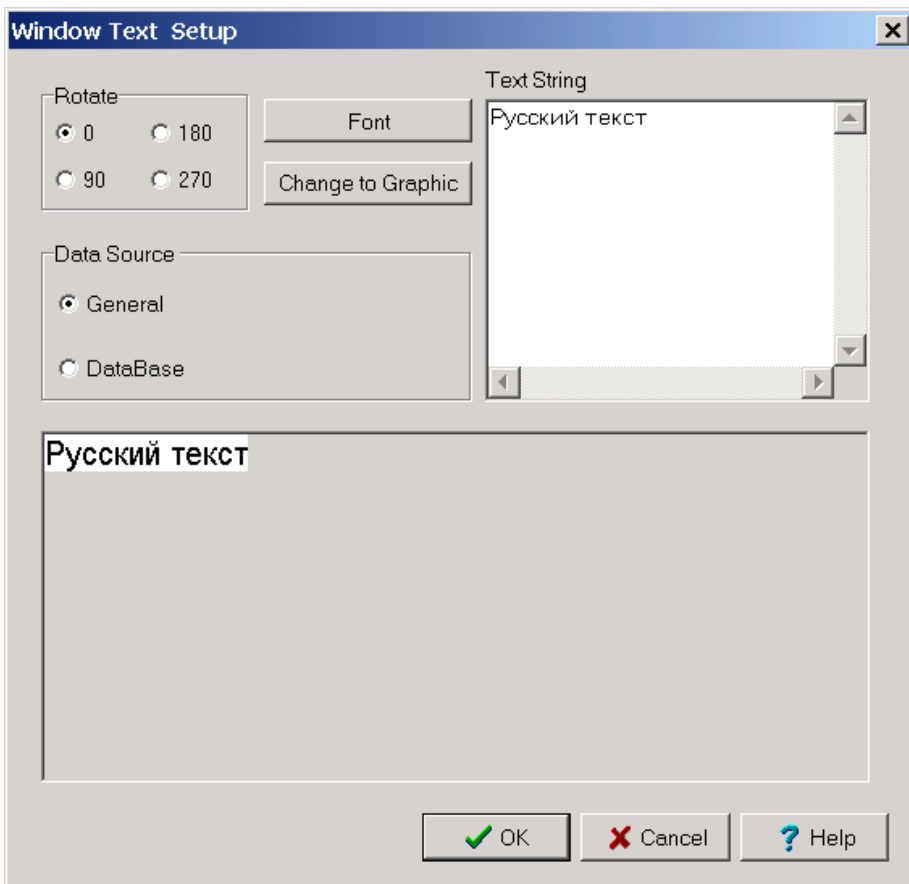 Window Text Setup
Rotate
0
180
90
270
Font
Change to Graphic
Text String
Русский текст
Data Source
General
DataBase
Русский текст
OK
Cancel
? Help